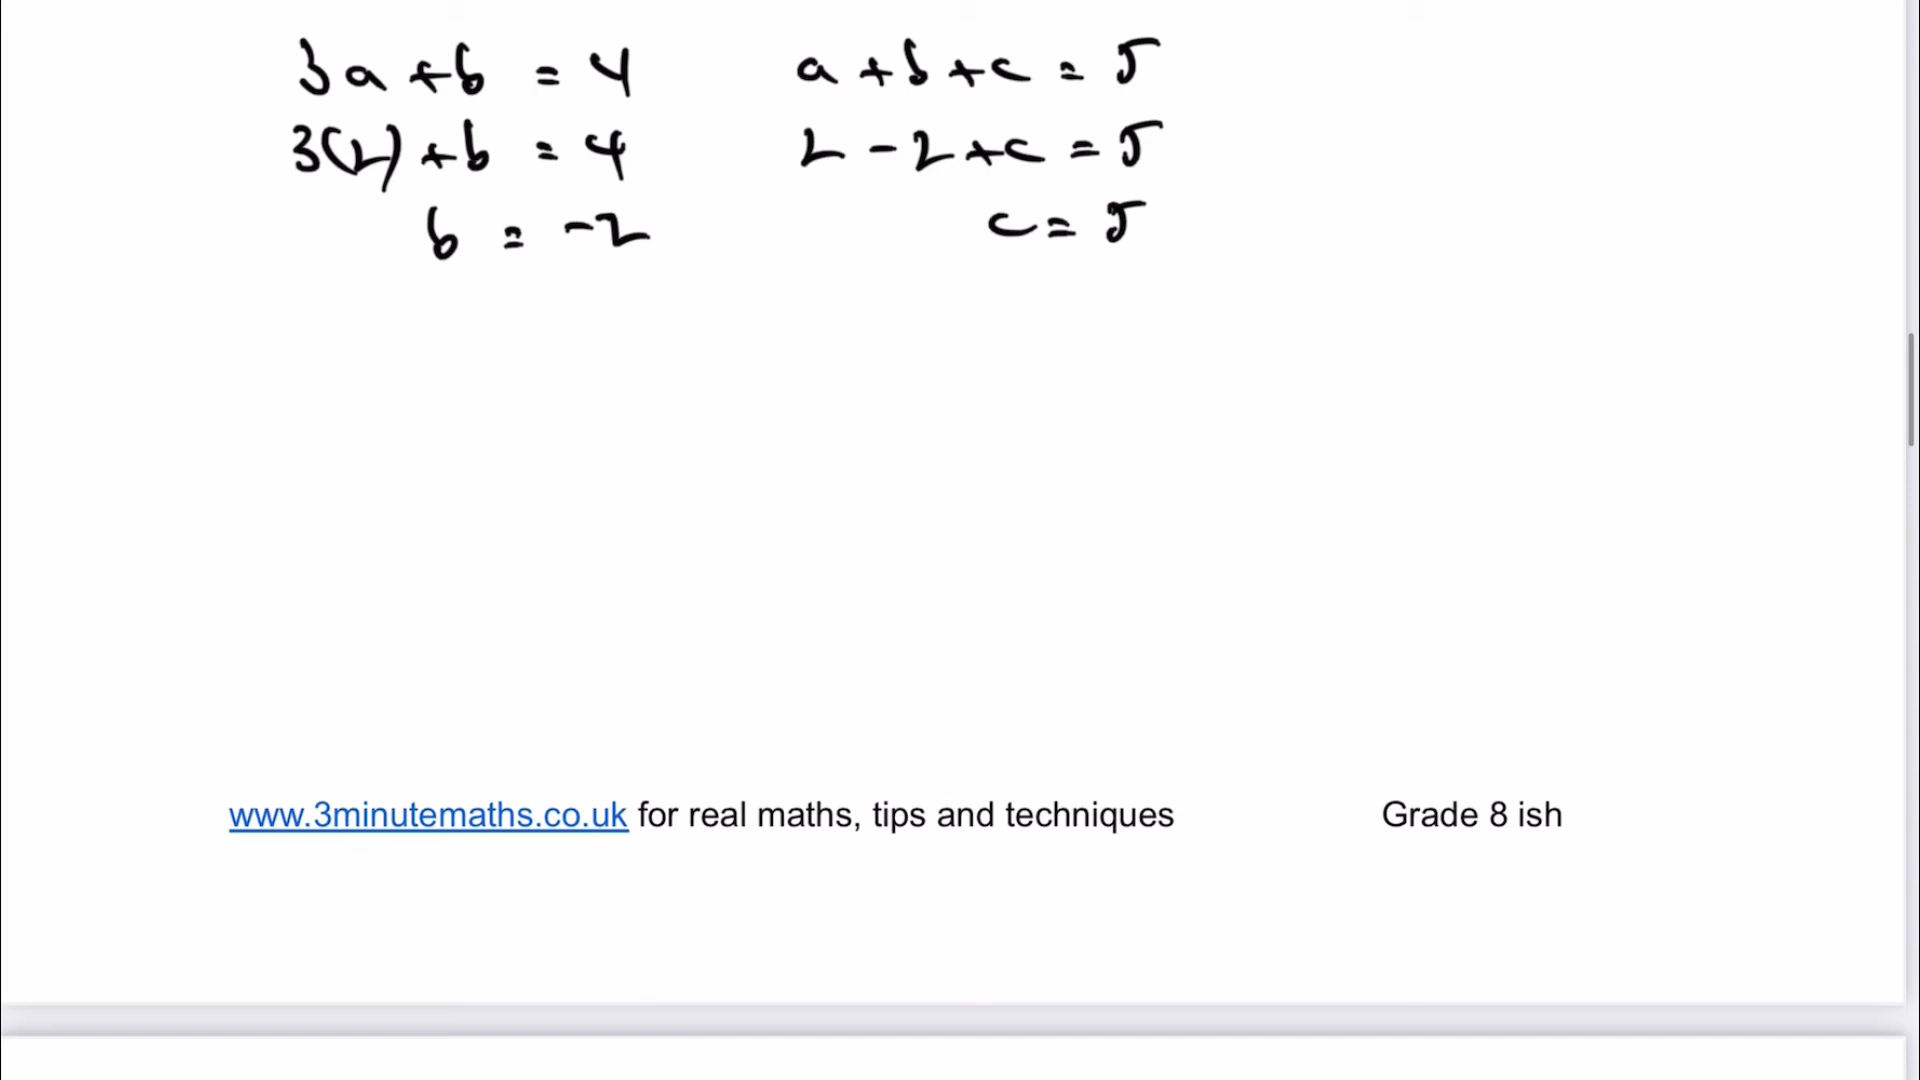 3a+b = 4
3(2)+b = 4
b = -2
a+b+c = 5
2-2+c = 5
c = 5
www.3minutemaths.co.uk for real maths, tips and techniques
Grade 8 ish